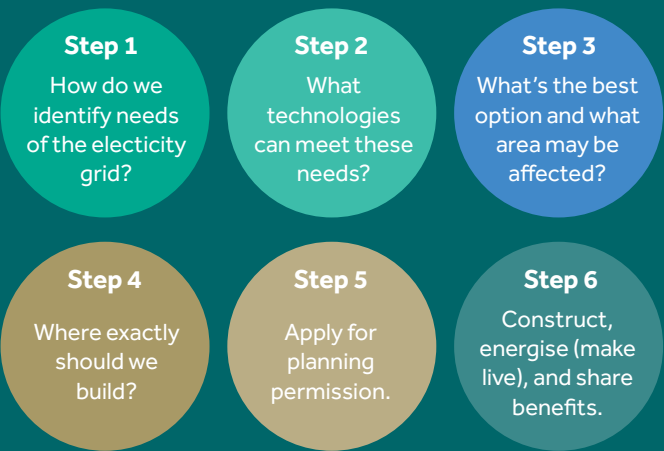 Step 1
How do we
identify needs
of the electicity
grid?
Step 2
What
technologies
can meet these
needs?
Step 3
What's the best
option and what
area may be
affected?
Step 4
Where exactly
should we
build?
Step 5
Apply for
planning
permission.
Step 6
Construct,
energise (make
live), and share
benefits.